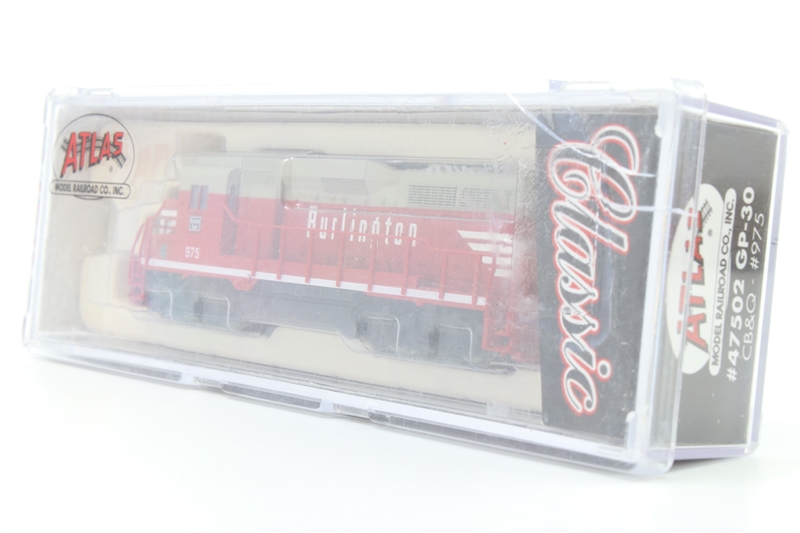 ATLAS
MODEL RAILROAD CO., INC.
Burlington
975
Classic
ATLAS
MODEL RAILROAD CO., INC.
#47502 GP-30
CB&Q - #975